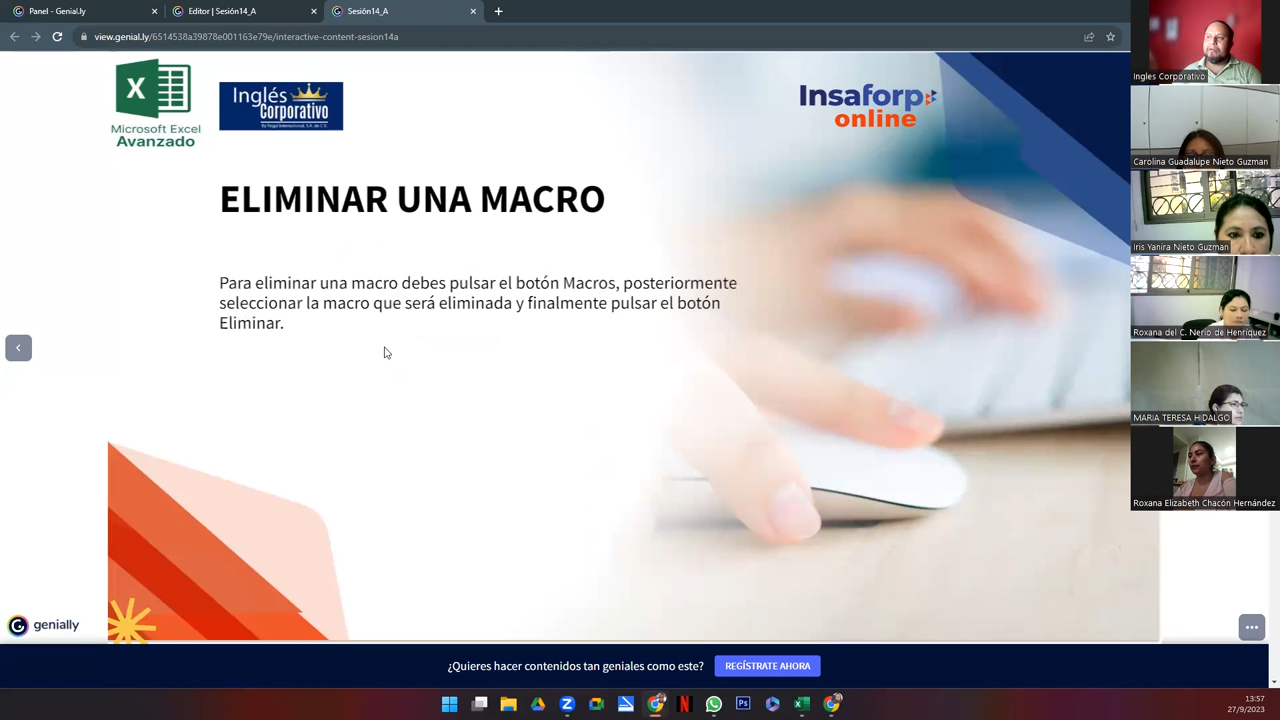 Panel - Genial.ly
Editor | Sesión14_A
Sesión14_A
view.genial.ly/6514538a39878e001163e79e/interactive-content-sesion14a
Microsoft Excel
Avanzado
Inglés
Corporativo
Insaforp
online
ELIMINAR UNA MACRO
Para eliminar una macro debes pulsar el botón Macros, posteriormente
seleccionar la macro que será eliminada y finalmente pulsar el botón
Eliminar.
Ingles Corporativo
Carolina Guadalupe Nieto Guzman
Iris Yanira Nieto Guzman
Roxana del C. Nerio de Henríquez
MARIA TERESA HIDALGO
Roxana Elizabeth Chacón Hernández
genially
¿Quieres hacer contenidos tan geniales como este?
REGÍSTRATE AHORA
13:57
27/9/2023